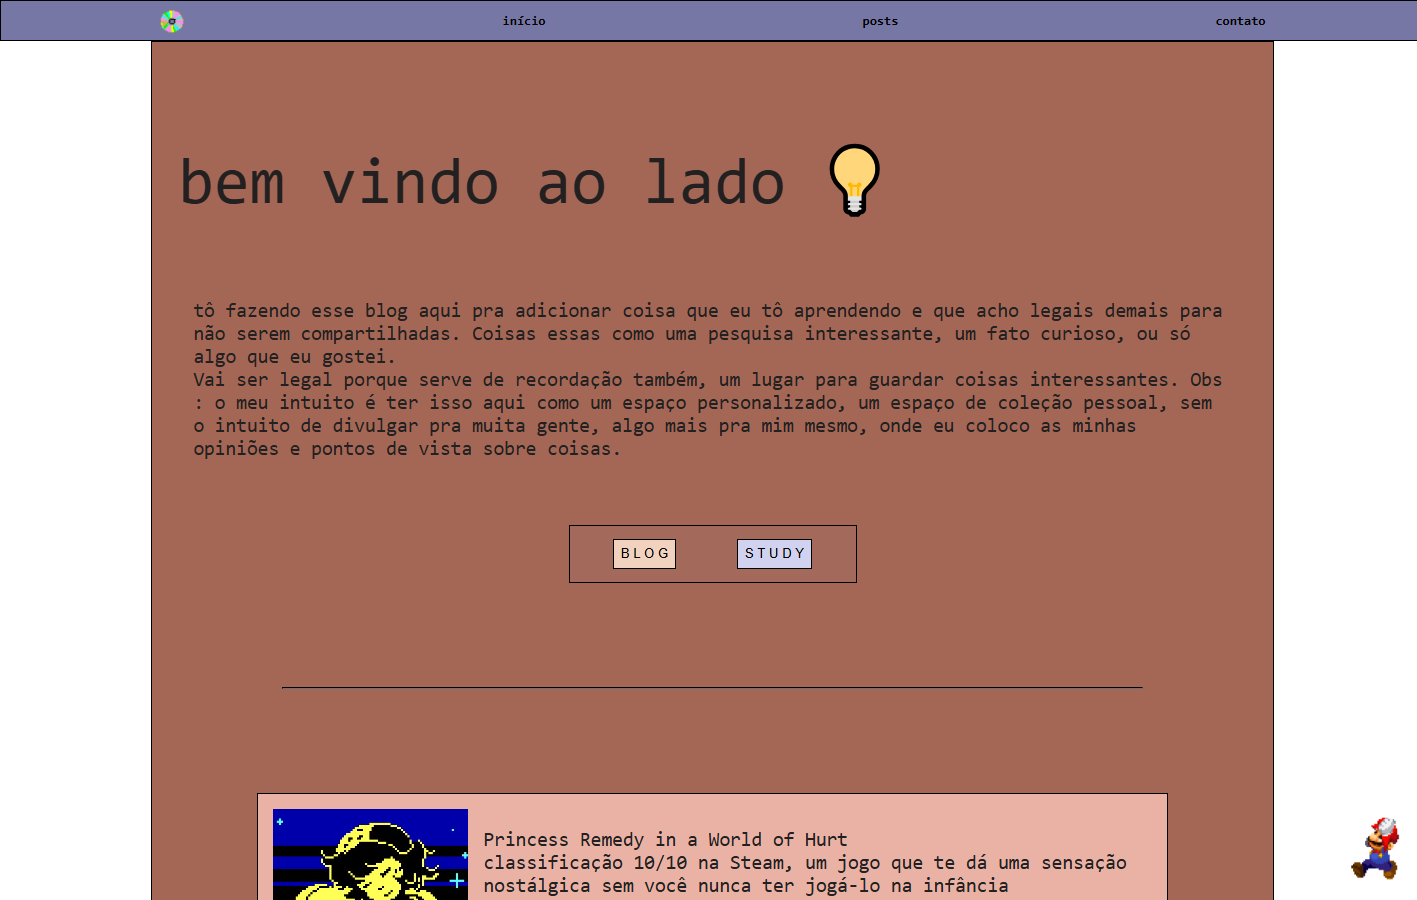 início posts contato
bem vindo ao lado
tô fazendo esse blog aqui pra adicionar coisa que eu tô aprendendo e que acho legais demais para
não serem compartilhadas. Coisas essas como uma pesquisa interessante, um fato curioso, ou só
algo que eu gostei.
Vai ser legal porque serve de recordação também, um lugar para guardar coisas interessantes. Obs
: o meu intuito é ter isso aqui como um espaço personalizado, um espaço de coleção pessoal, sem
o intuito de divulgar pra muita gente, algo mais pra mim mesmo, onde eu coloco as minhas
opiniões e pontos de vista sobre coisas.
BLOG STUDY
Princess Remedy in a World of Hurt
classificação 10/10 na Steam, um jogo que te dá uma sensação
nostálgica sem você nunca ter jogá-lo na infância